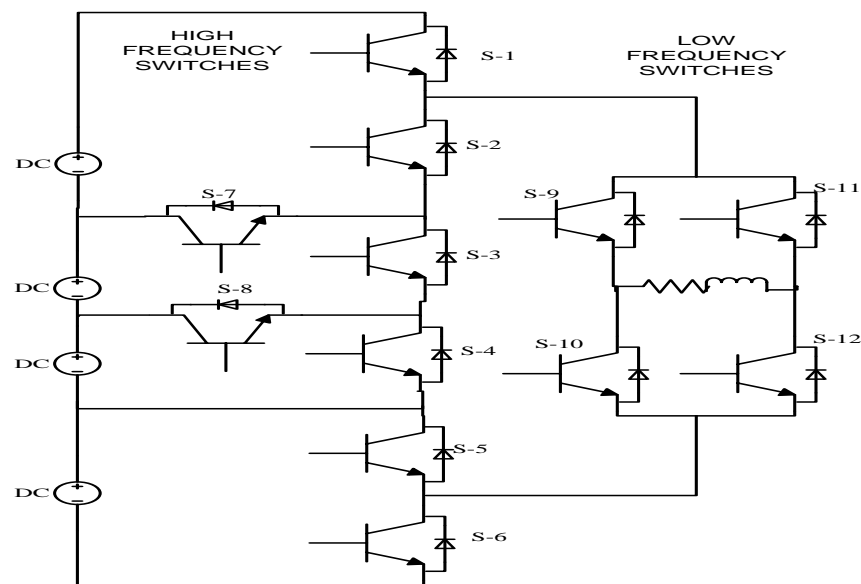 HIGH
FREQUENCY
SWITCHES
LOW
FREQUENCY
SWITCHES
S-1
S-2
DC
S-7
S-9
S-11
S-3
DC
S-8
S-10
S-12
S-4
DC
S-5
DC
S-6